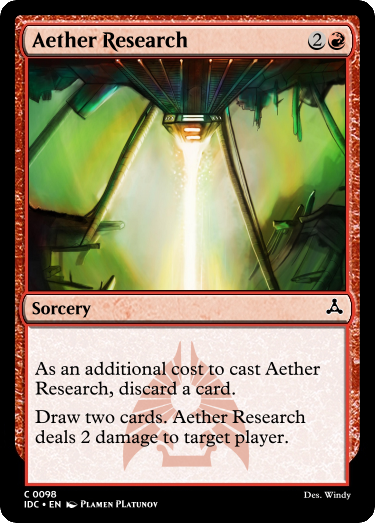 Aether Research 2
Sorcery
As an additional cost to cast Aether
Research, discard a card.
Draw two cards. Aether Research
deals 2 damage to target player.
C 0098
IDC • EN Plamen Platunov
Des. Windy